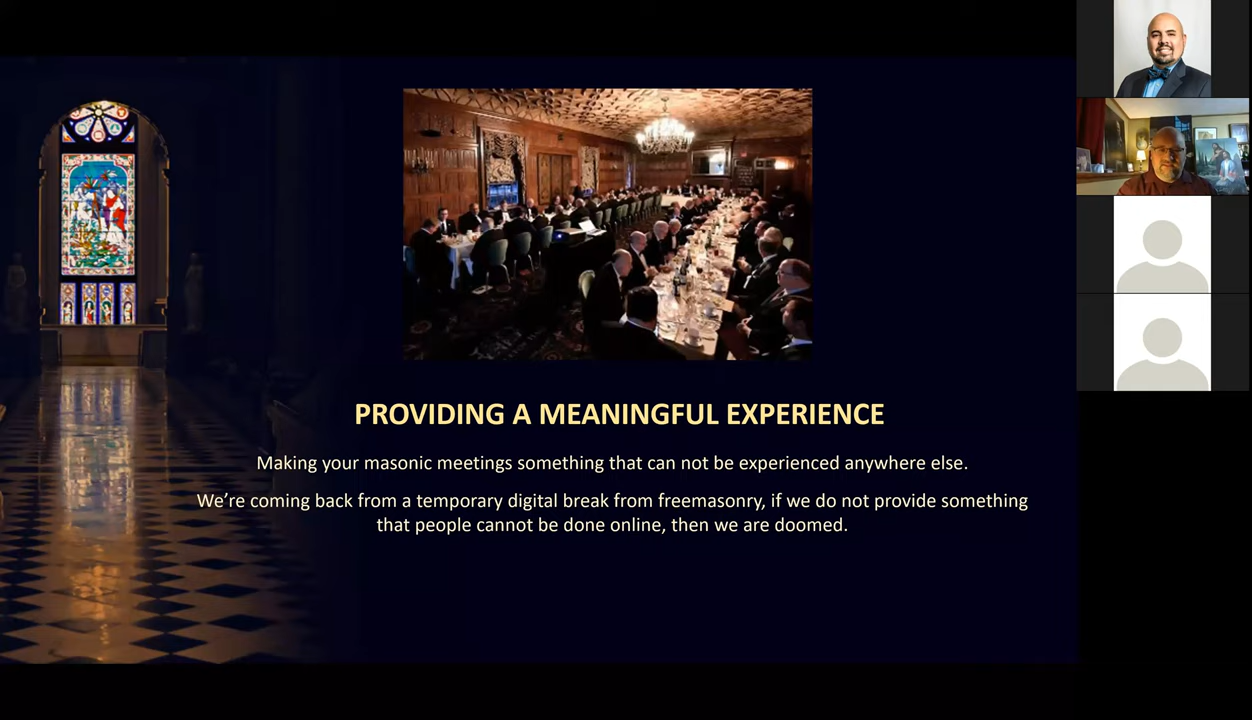 PROVIDING A MEANINGFUL EXPERIENCE
Making your masonic meetings something that can not be experienced anywhere else.
We're coming back from a temporary digital break from freemasonry, if we do not provide something
that people cannot be done online, then we are doomed.